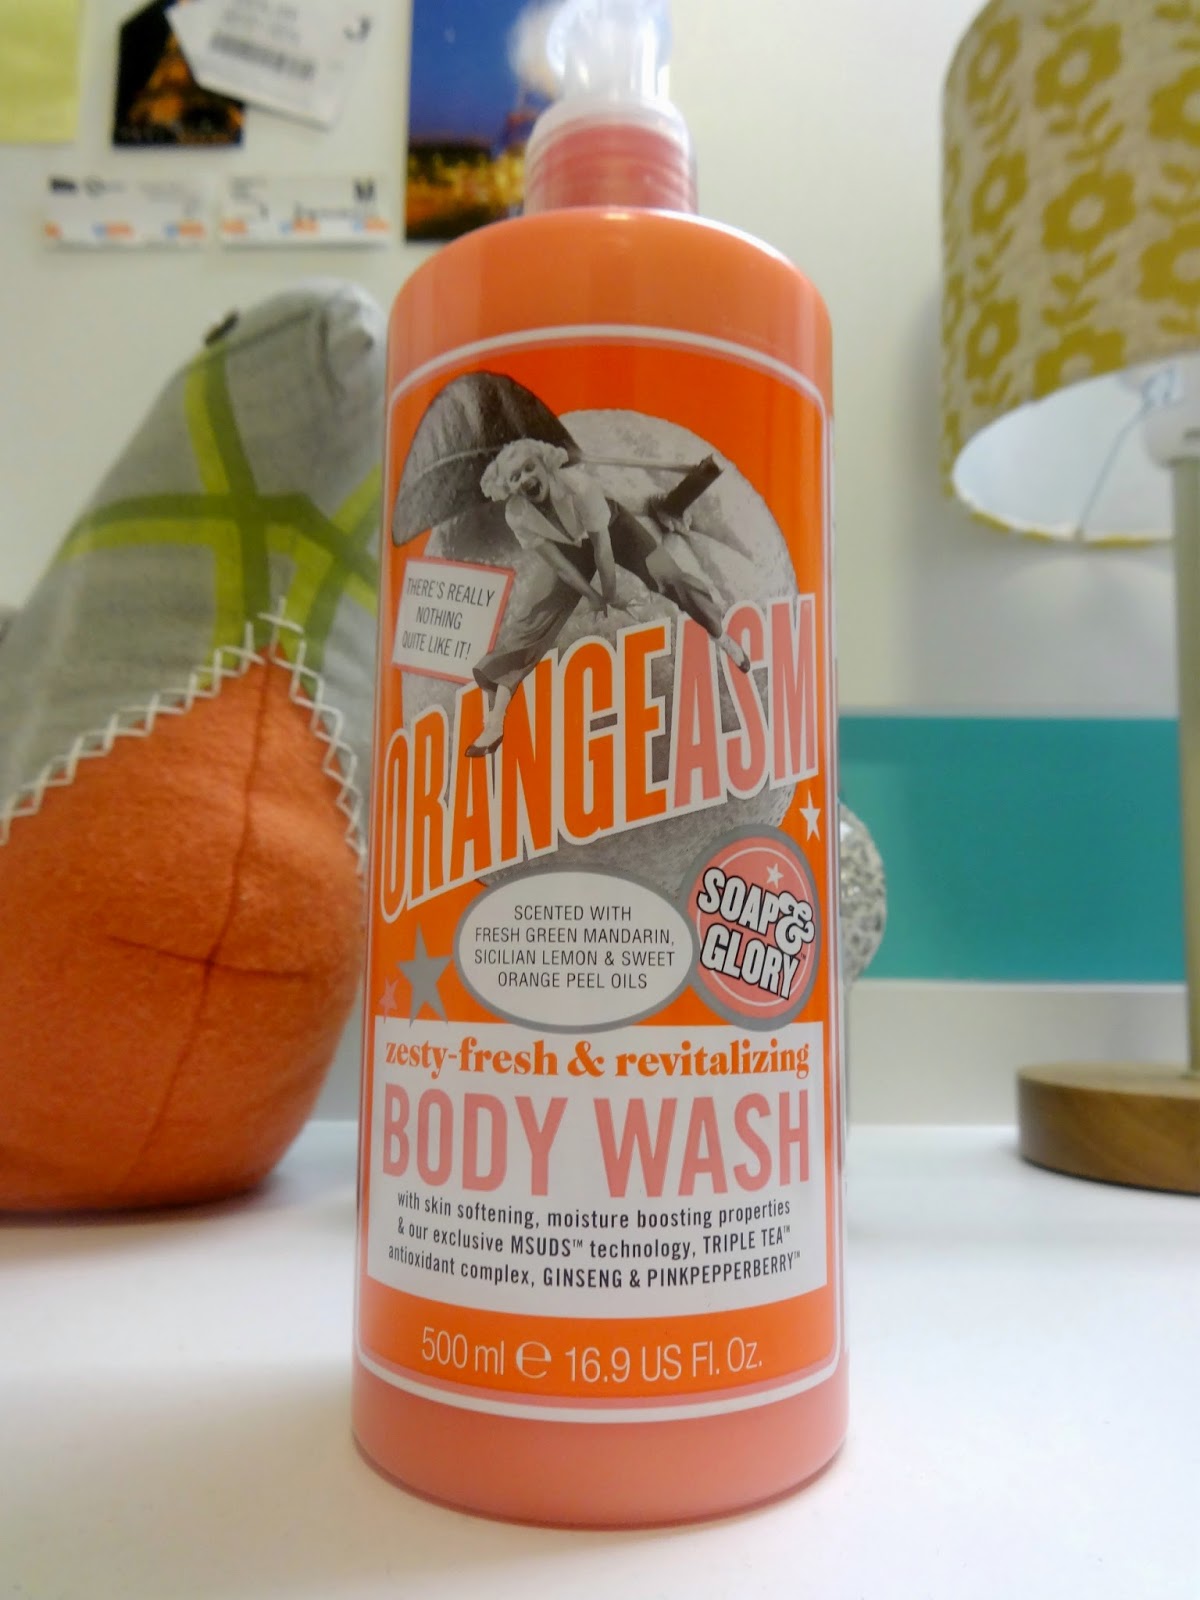 THERE'S REALLY
NOTHING
QUITE LIKE IT!
ORANGEASM
SCENTED WITH
FRESH GREEN MANDARIN,
SICILIAN LEMON & SWEET
ORANGE PEEL OILS
SOAP &
GLORY™
zesty-fresh & revitalizing
BODY WASH
with skin softening, moisture boosting properties
& our exclusive MSUDS™ technology, TRIPLE TEA™
antioxidant complex, GINSENG & PINKPEPPERBERRY™
500 ml ℮ 16.9 US Fl. Oz.